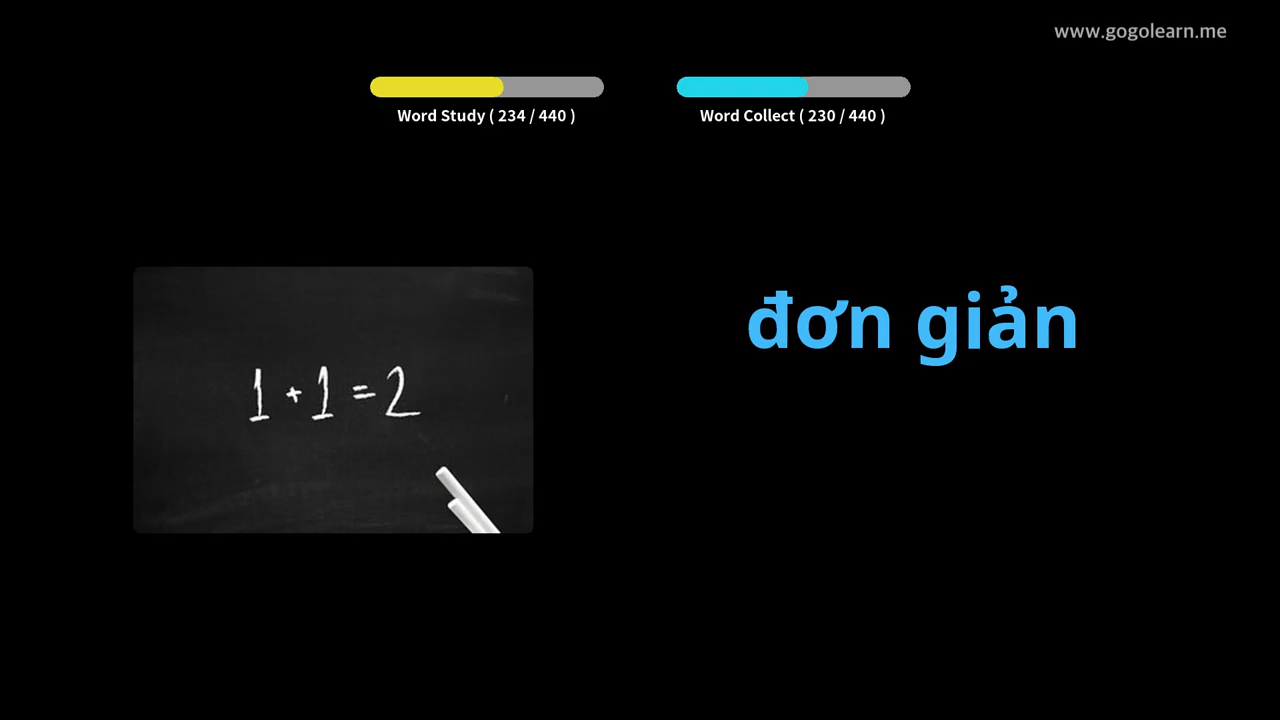 www.gogolearn.me
Word Study ( 234 / 440 )
Word Collect ( 230 / 440 )
đơn giản
1 + 1 = 2